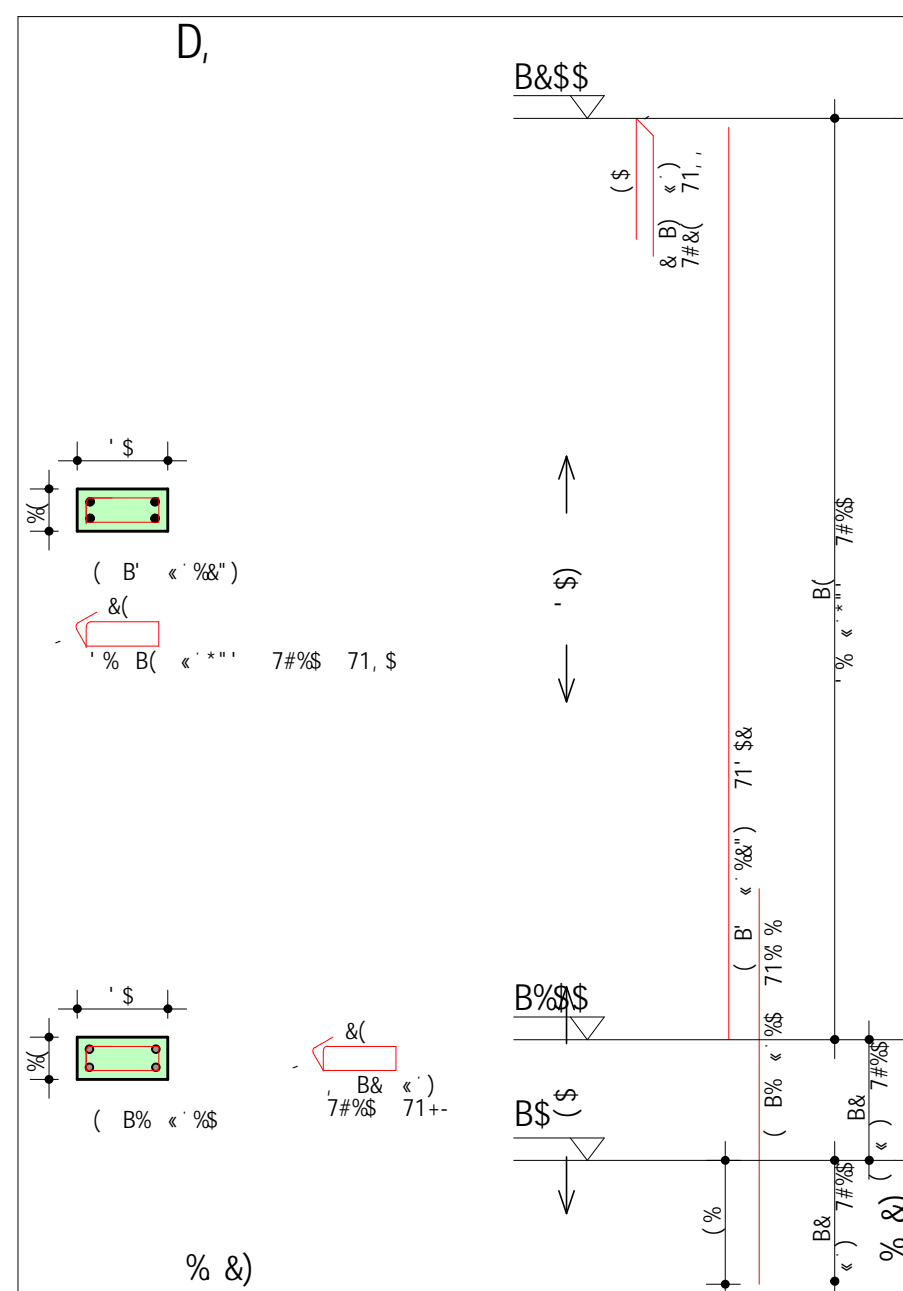 D,
B&$$
($
& B) «˙)
7#&( 71,,
'$
%(
( B' «˙%&")
&(
-
'% B( «˙*"' 7#%$ 71,$
-'$)
7#%$
B(
'% «˙*"'
( B' «˙%&") 71'$&
( B% «˙%$ 71%%
'$
%(
( B% «˙%$
&(
-
, B& «˙)
7#%$ 71+-
B%$$
($
B$
(%
B& «˙) 7#%$
( B& «˙) 7#%$
% &)
% &)